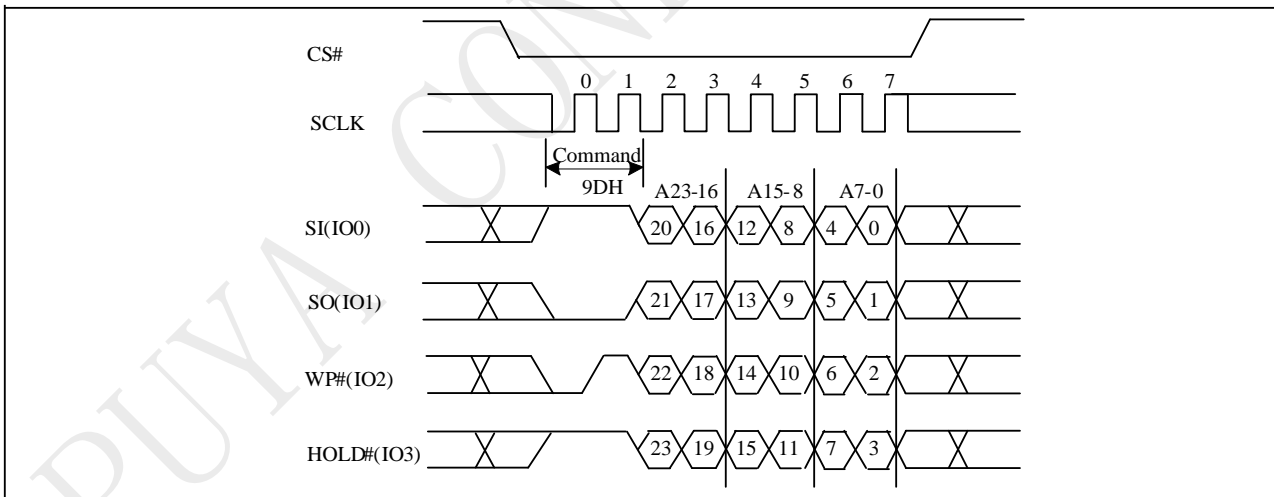 CS#
0 1 2 3 4 5 6 7
SCLK
Command
9DH
A23-16 A15-8 A7-0
SI(IO0) 20 16 12 8 4 0
SO(IO1) 21 17 13 9 5 1
WP#(IO2) 22 18 14 10 6 2
HOLD#(IO3) 23 19 15 11 7 3
PUYA CON